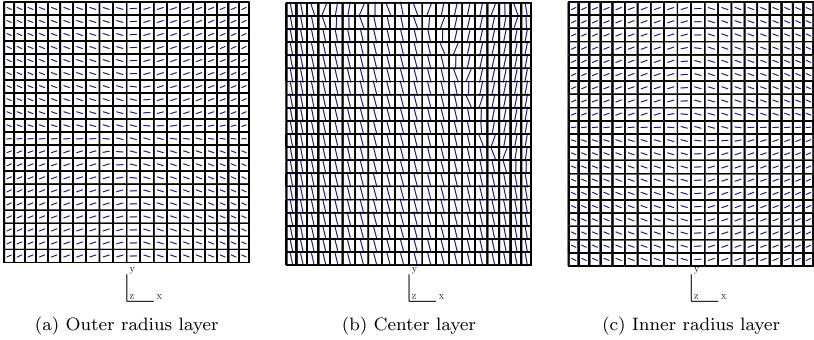 y
z x
y
z x
y
z x
(a) Outer radius layer
(b) Center layer
(c) Inner radius layer